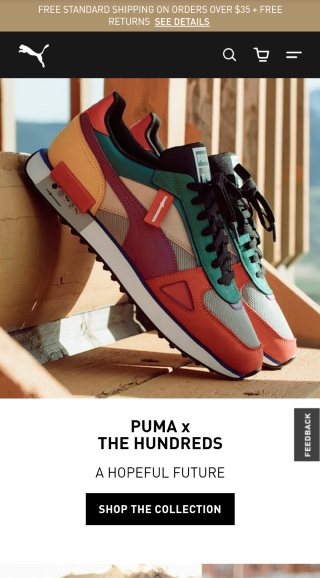 FREE STANDARD SHIPPING ON ORDERS OVER $35 + FREE
RETURNS SEE DETAILS
PUMA x
THE HUNDREDS
A HOPEFUL FUTURE
SHOP THE COLLECTION
FEEDBACK